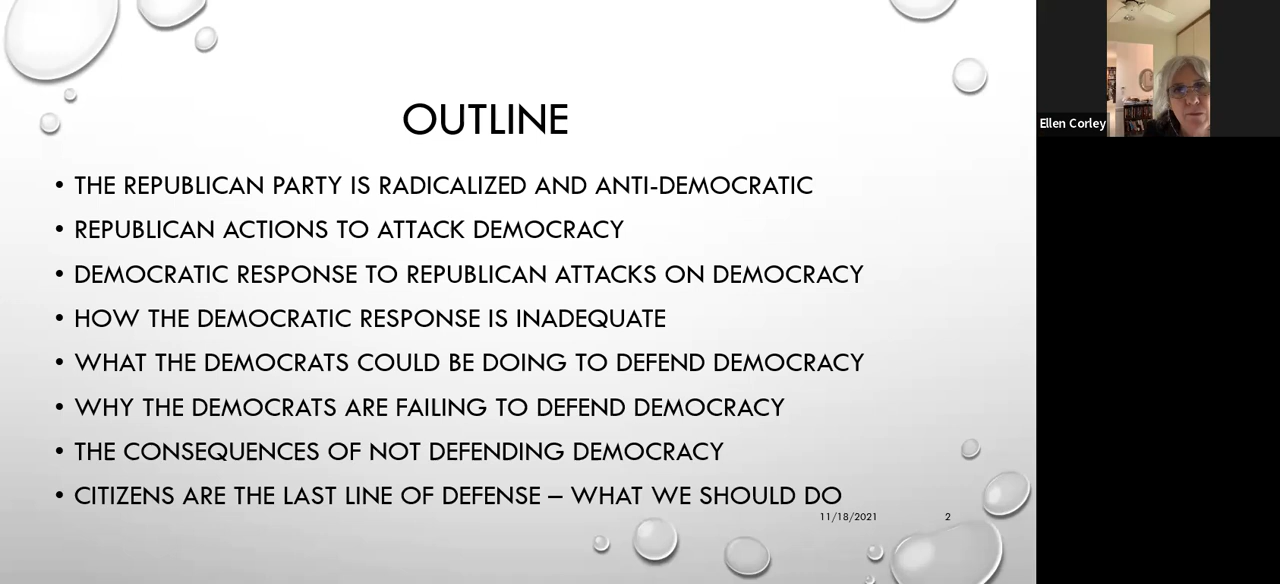 OUTLINE
• THE REPUBLICAN PARTY IS RADICALIZED AND ANTI-DEMOCRATIC
• REPUBLICAN ACTIONS TO ATTACK DEMOCRACY
• DEMOCRATIC RESPONSE TO REPUBLICAN ATTACKS ON DEMOCRACY
• HOW THE DEMOCRATIC RESPONSE IS INADEQUATE
• WHAT THE DEMOCRATS COULD BE DOING TO DEFEND DEMOCRACY
• WHY THE DEMOCRATS ARE FAILING TO DEFEND DEMOCRACY
• THE CONSEQUENCES OF NOT DEFENDING DEMOCRACY
• CITIZENS ARE THE LAST LINE OF DEFENSE – WHAT WE SHOULD DO
11/18/2021 2
Ellen Corley